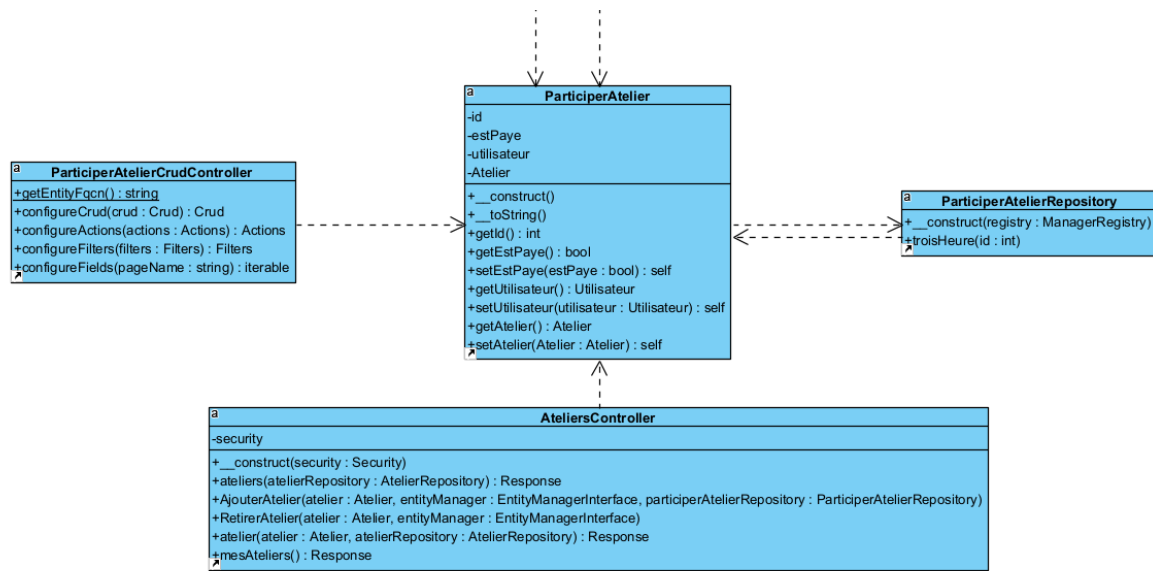 a
ParticiperAtelier
-id
-estPaye
-utilisateur
-Atelier
+__construct()
+__toString()
+getId() : int
+getEstPaye() : bool
+setEstPaye(estPaye : bool) : self
+getUtilisateur() : Utilisateur
+setUtilisateur(utilisateur : Utilisateur) : self
+getAtelier() : Atelier
+setAtelier(Atelier : Atelier) : self
a
ParticiperAtelierCrudController
+getEntityFqcn() : string
+configureCrud(crud : Crud) : Crud
+configureActions(actions : Actions) : Actions
+configureFilters(filters : Filters) : Filters
+configureFields(pageName : string) : iterable
a
ParticiperAtelierRepository
+__construct(registry : ManagerRegistry)
+troisHeure(id : int)
a
AteliersController
-security
+__construct(security : Security)
+ateliers(atelierRepository : AtelierRepository) : Response
+AjouterAtelier(atelier : Atelier, entityManager : EntityManagerInterface, participerAtelierRepository : ParticiperAtelierRepository)
+RetirerAtelier(atelier : Atelier, entityManager : EntityManagerInterface)
+atelier(atelier : Atelier, atelierRepository : AtelierRepository) : Response
+mesAteliers() : Response